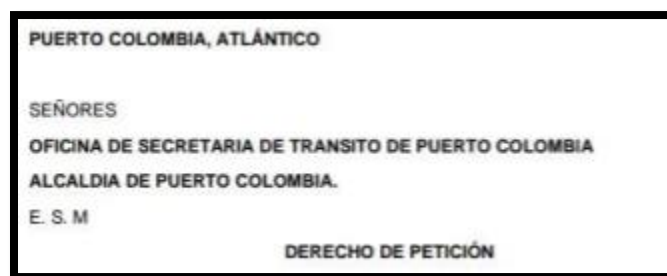 PUERTO COLOMBIA, ATLÁNTICO
SEÑORES
OFICINA DE SECRETARIA DE TRANSITO DE PUERTO COLOMBIA
ALCALDIA DE PUERTO COLOMBIA.
E. S. M
DERECHO DE PETICIÓN